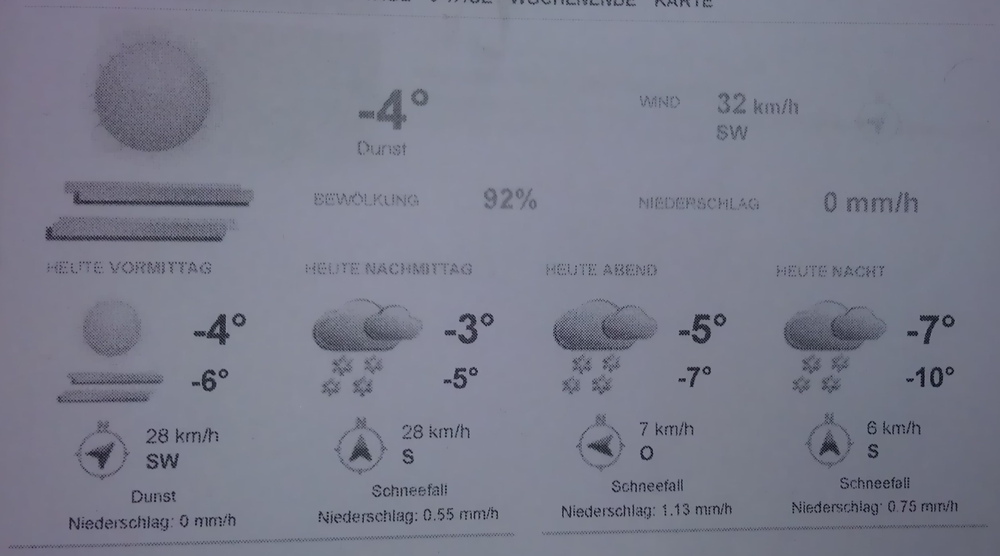 WOCHENENDE KARTE
-4°
Dunst
WIND 32 km/h
SW
BEWÖLKUNG 92% NIEDERSCHLAG 0 mm/h
HEUTE VORMITTAG HEUTE NACHMITTAG HEUTE ABEND HEUTE NACHT
-4° -3° -5° -7°
-6° -5° -7° -10°
N N N N
28 km/h 28 km/h 7 km/h 6 km/h
SW S O S
Dunst Schneefall Schneefall Schneefall
Niederschlag: 0 mm/h Niederschlag: 0.55 mm/h Niederschlag: 1.13 mm/h Niederschlag: 0.75 mm/h